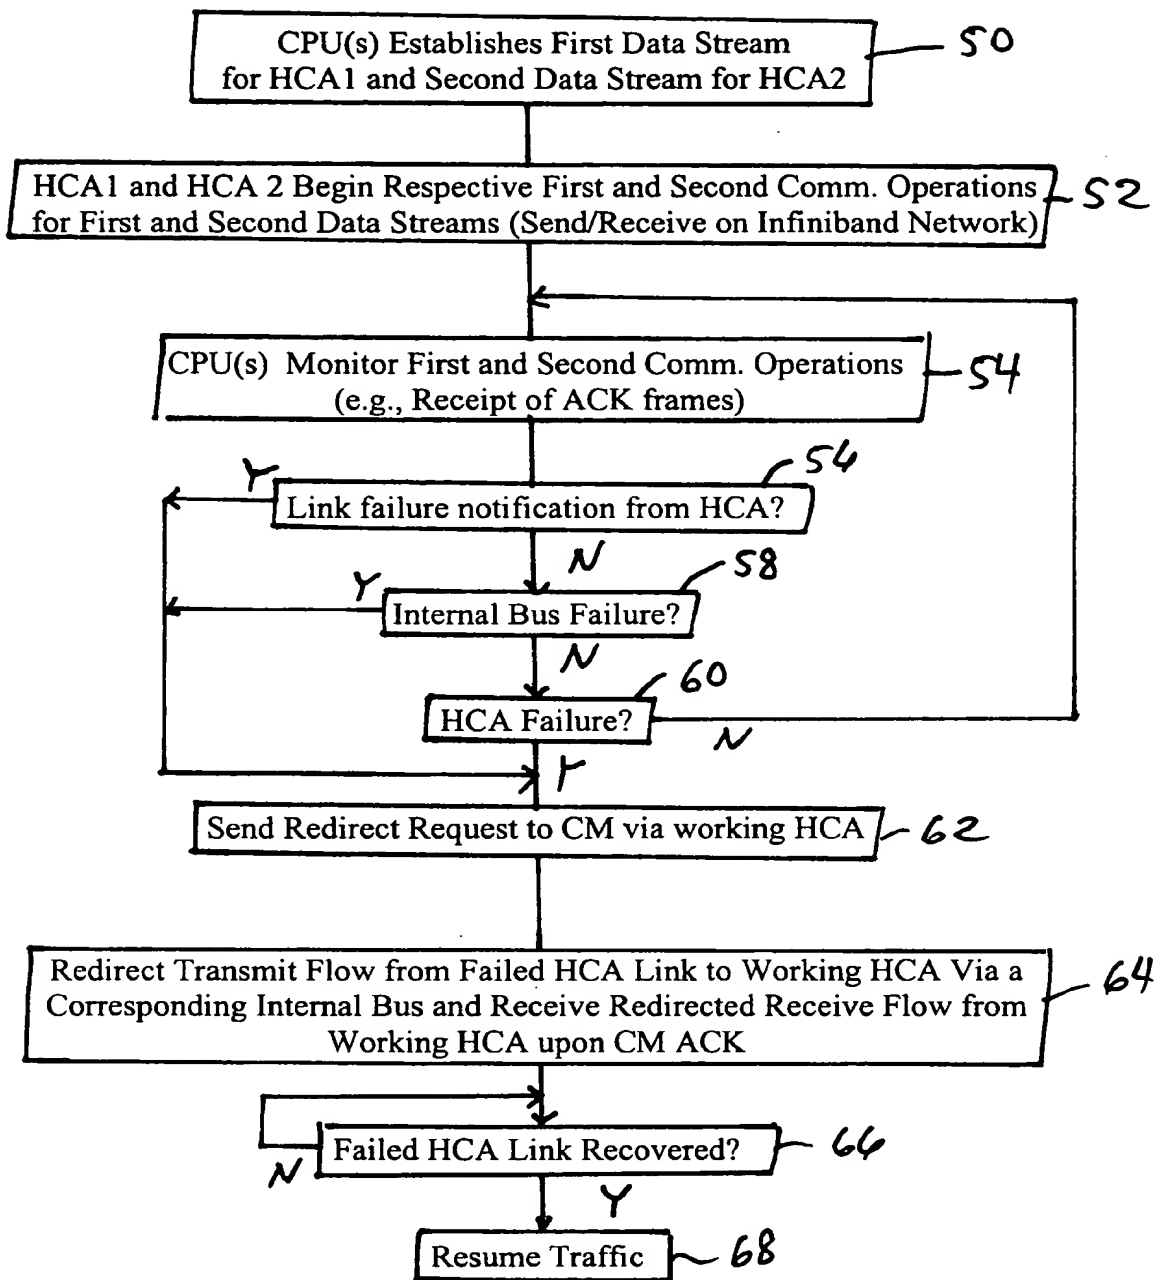 CPU(s) Establishes First Data Stream
for HCA1 and Second Data Stream for HCA2
50
HCA1 and HCA 2 Begin Respective First and Second Comm. Operations
for First and Second Data Streams (Send/Receive on Infiniband Network)
52
CPU(s) Monitor First and Second Comm. Operations
(e.g., Receipt of ACK frames)
54
Y
Link failure notification from HCA?
54
N
Y
Internal Bus Failure?
58
N
HCA Failure?
60
N
Y
Send Redirect Request to CM via working HCA
62
Redirect Transmit Flow from Failed HCA Link to Working HCA Via a
Corresponding Internal Bus and Receive Redirected Receive Flow from
Working HCA upon CM ACK
64
Failed HCA Link Recovered?
66
N
Y
Resume Traffic
68